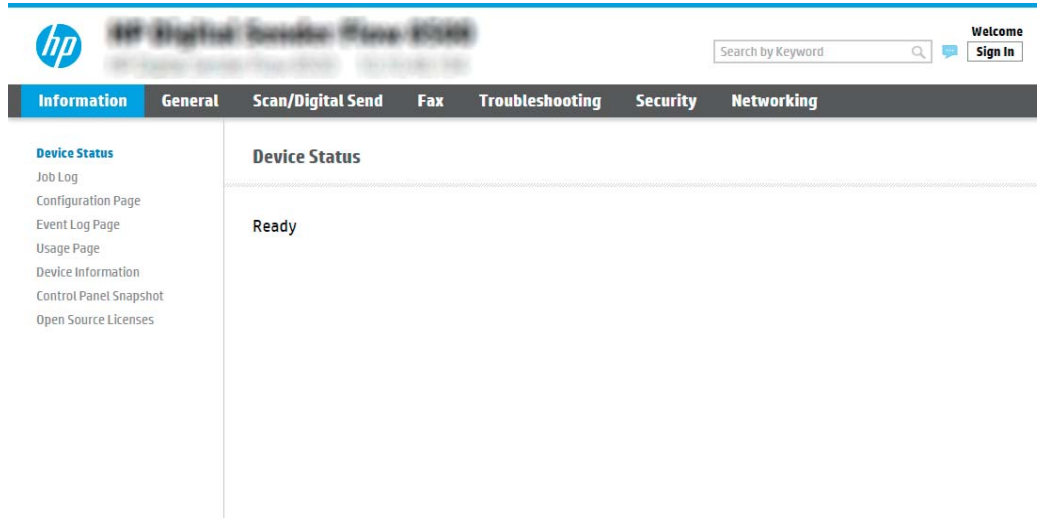 hp
Welcome
Search by Keyword
Sign In
Information General Scan/Digital Send Fax Troubleshooting Security Networking
Device Status
Job Log
Configuration Page
Event Log Page
Usage Page
Device Information
Control Panel Snapshot
Open Source Licenses
Device Status
Ready